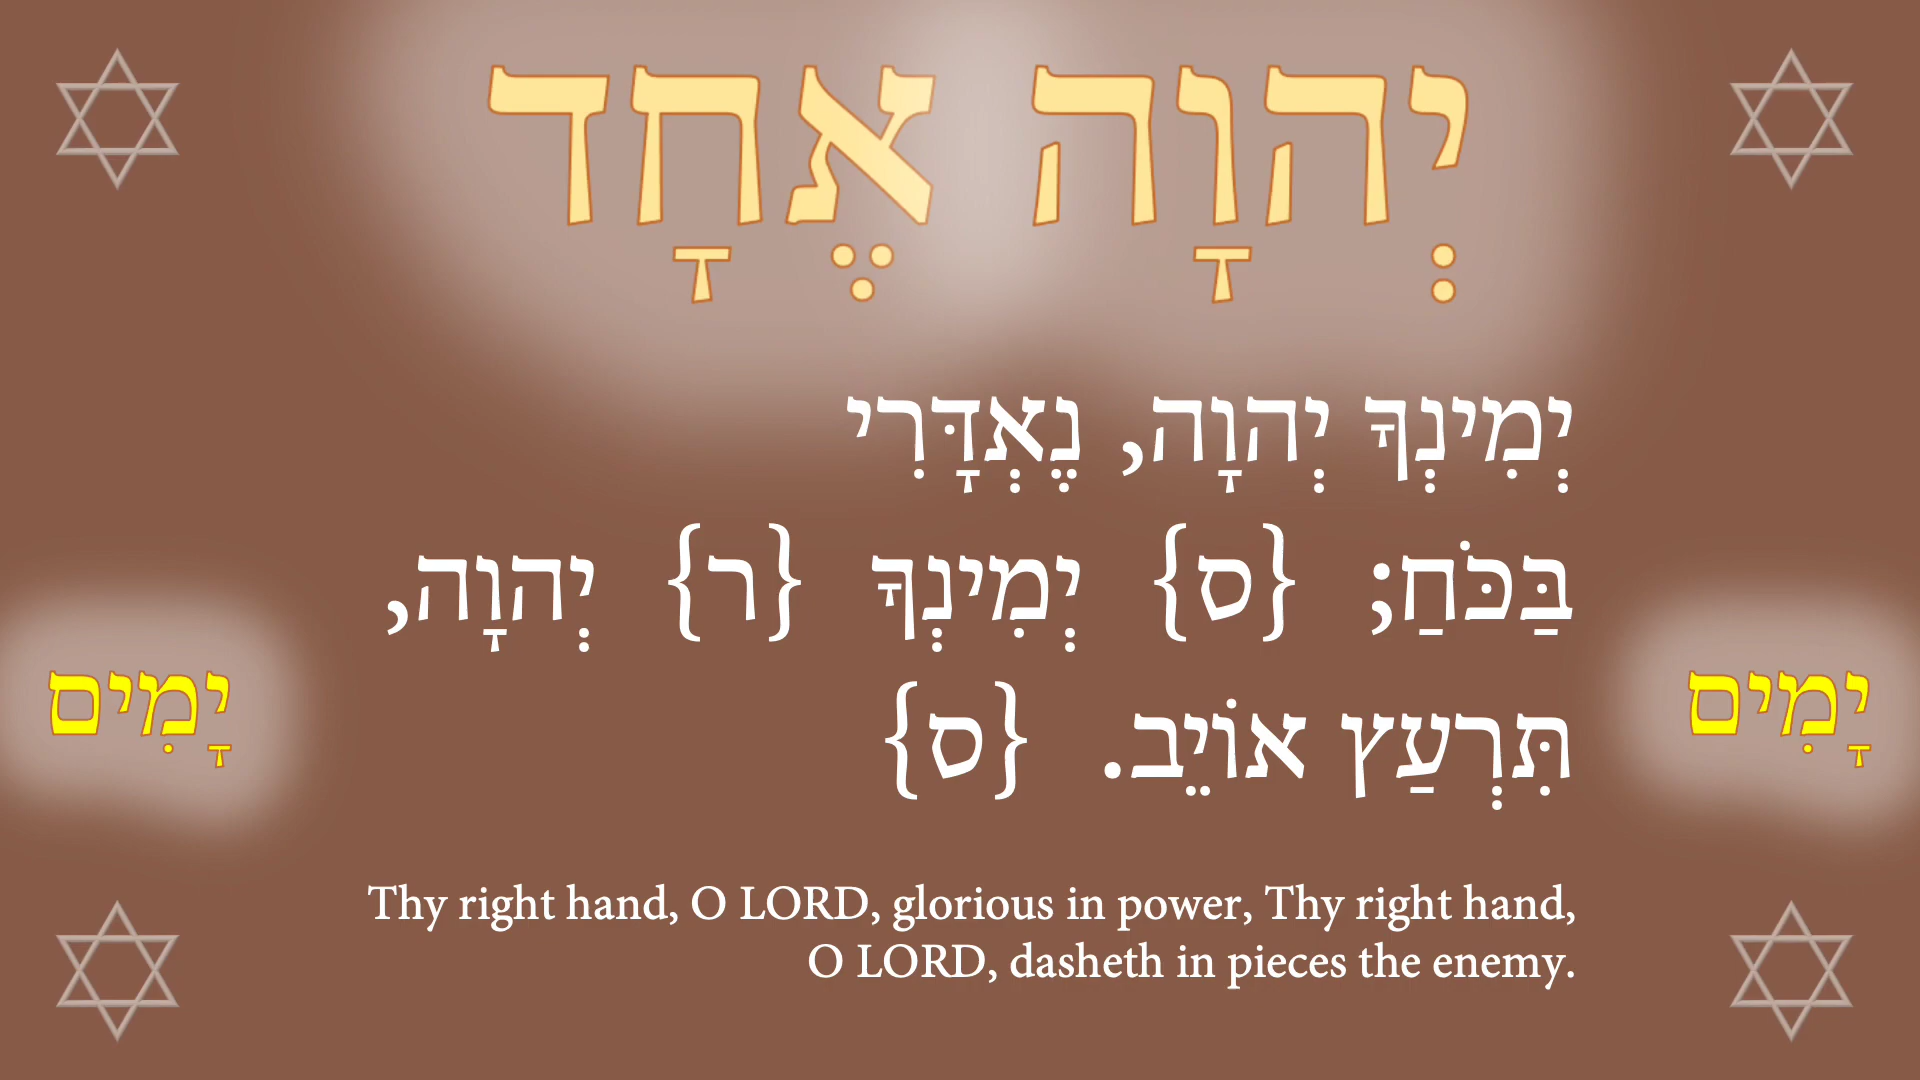 יְהוָה אֶחָד
יְמִינְךָ יְהוָה, נֶאְדָּרִי
בַּכֹּחַ; {ס} יְמִינְךָ {ר} יְהוָה,
תִּרְעַץ אוֹיֵב. {ס}
יָמִים
יָמִים
Thy right hand, O LORD, glorious in power, Thy right hand,
O LORD, dasheth in pieces the enemy.